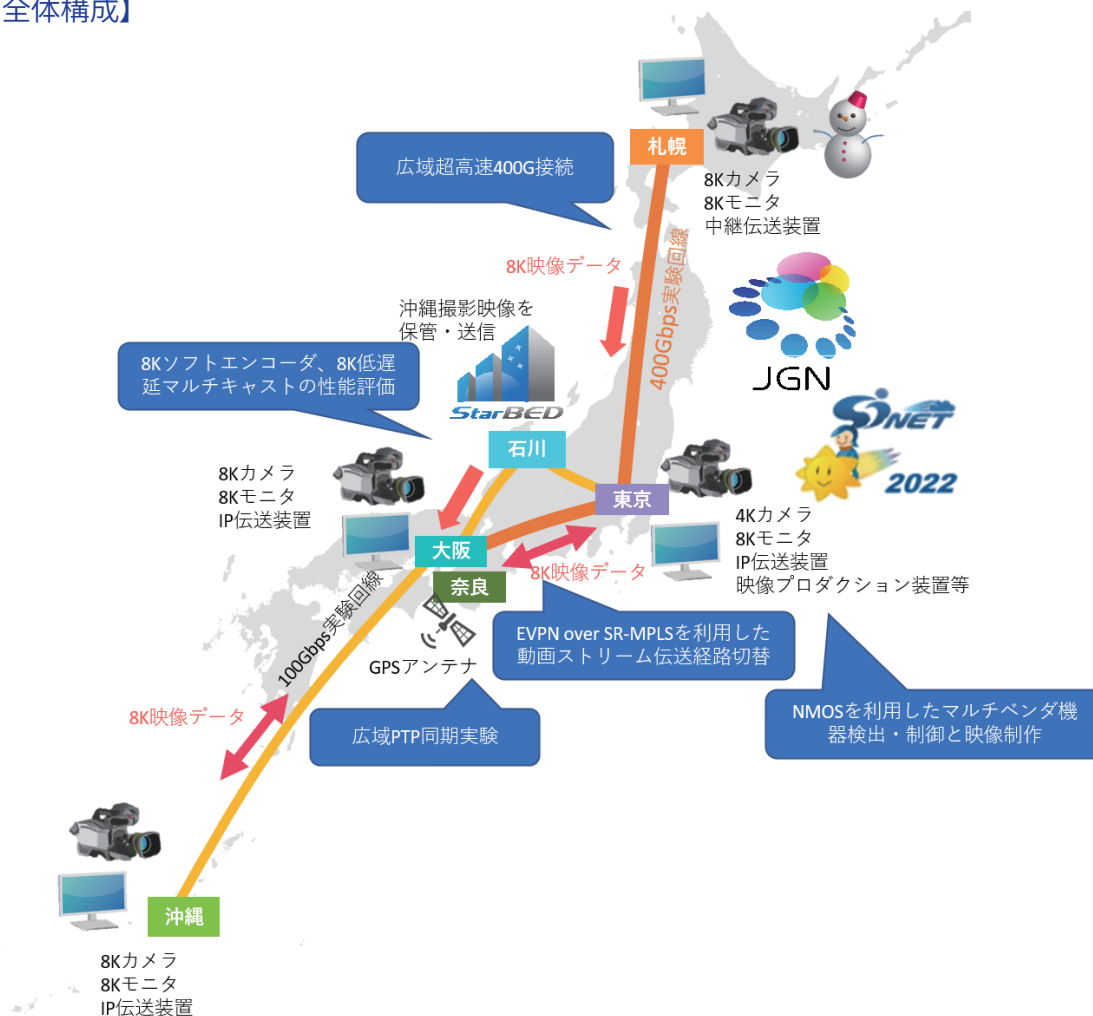 全体構成】
札幌
広域超高速400G接続
8Kカメラ
8Kモニタ
中継伝送装置
8K映像データ
400Gbps実験回線
沖縄撮影映像を
保管・送信
StarBED
JGN
8Kソフトエンコーダ、8K低遅
延マルチキャストの性能評価
SINET
2022
石川
8Kカメラ
8Kモニタ
IP伝送装置
東京
4Kカメラ
8Kモニタ
IP伝送装置
映像プロダクション装置等
大阪
奈良
8K映像データ
GPSアンテナ
100Gbps実験回線
EVPN over SR-MPLSを利用した
動画ストリーム伝送経路切替
8K映像データ
広域PTP同期実験
NMOSを利用したマルチベンダ機
器検出・制御と映像制作
沖縄
8Kカメラ
8Kモニタ
IP伝送装置